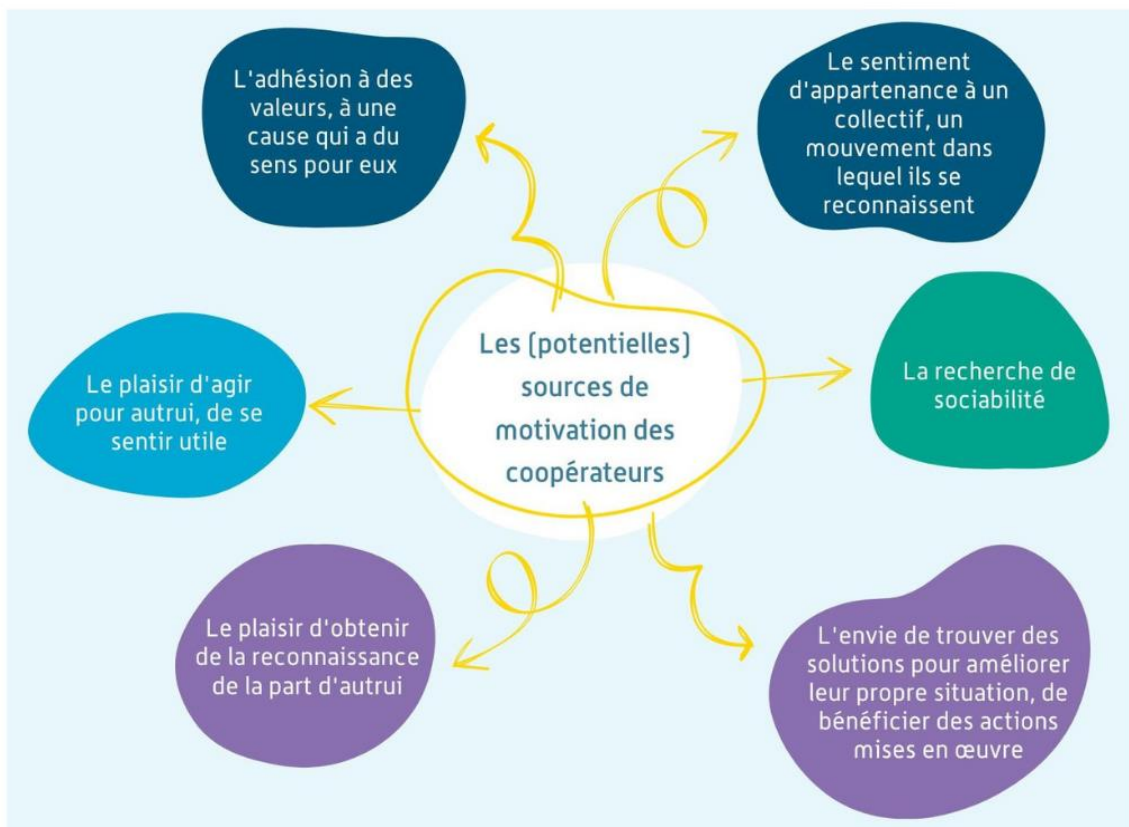 L'adhésion à des
valeurs, à une
cause qui a du
sens pour eux
Le sentiment
d'appartenance à un
collectif, un
mouvement dans
lequel ils se
reconnaissent
Le plaisir d'agir
pour autrui, de se
sentir utile
Les (potentielles)
sources de
motivation des
coopérateurs
La recherche de
sociabilité
Le plaisir d'obtenir
de la reconnaissance
de la part d'autrui
L'envie de trouver des
solutions pour améliorer
leur propre situation, de
bénéficier des actions
mises en œuvre